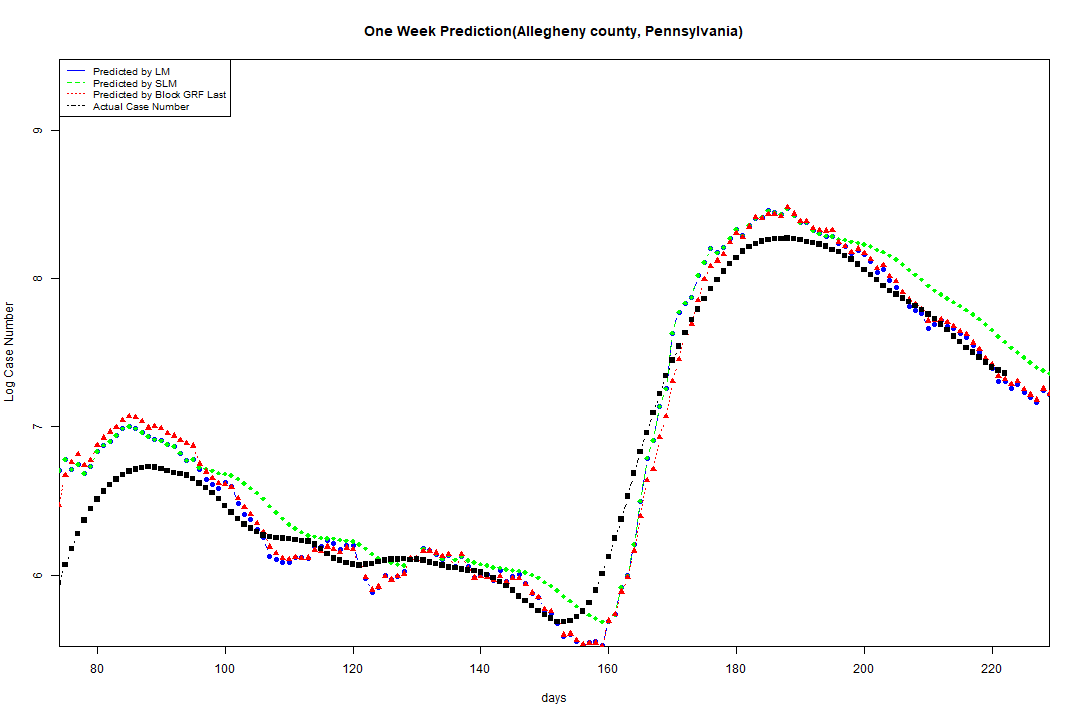 One Week Prediction(Allegheny county, Pennsylvania)
Predicted by LM
Predicted by SLM
Predicted by Block GRF Last
Actual Case Number
9
8
7
6
Log Case Number
80 100 120 140 160 180 200 220
days